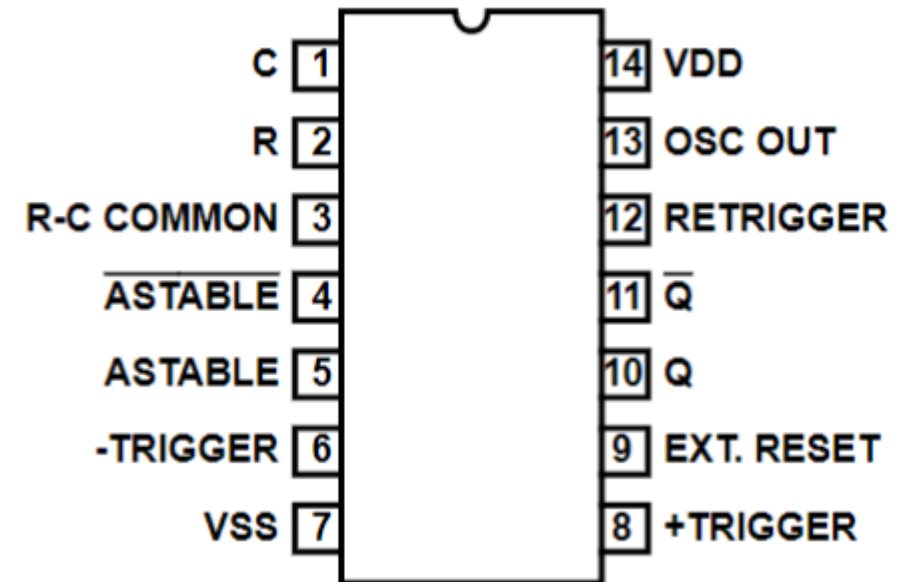 C 1 14 VDD
R 2 13 OSC OUT
R-C COMMON 3 12 RETRIGGER
A̅S̅T̅A̅B̅L̅E̅ 4 11 Q̅
ASTABLE 5 10 Q
-TRIGGER 6 9 EXT. RESET
VSS 7 8 +TRIGGER